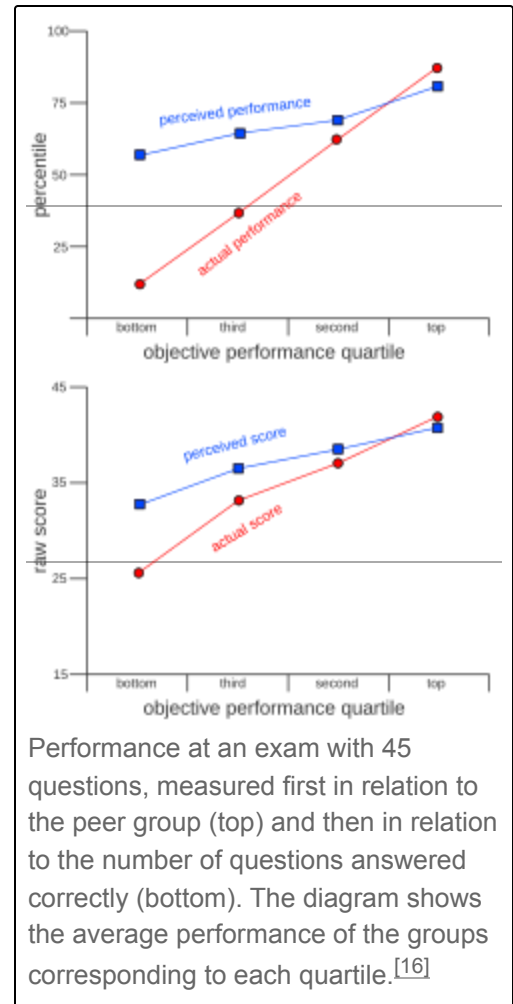 100
75
50
25
percentile
perceived performance
actual performance
bottom third second top
objective performance quartile
45
35
25
15
raw score
perceived score
actual score
bottom third second top
objective performance quartile
Performance at an exam with 45
questions, measured first in relation to
the peer group (top) and then in relation
to the number of questions answered
correctly (bottom). The diagram shows
the average performance of the groups
corresponding to each quartile.[16]